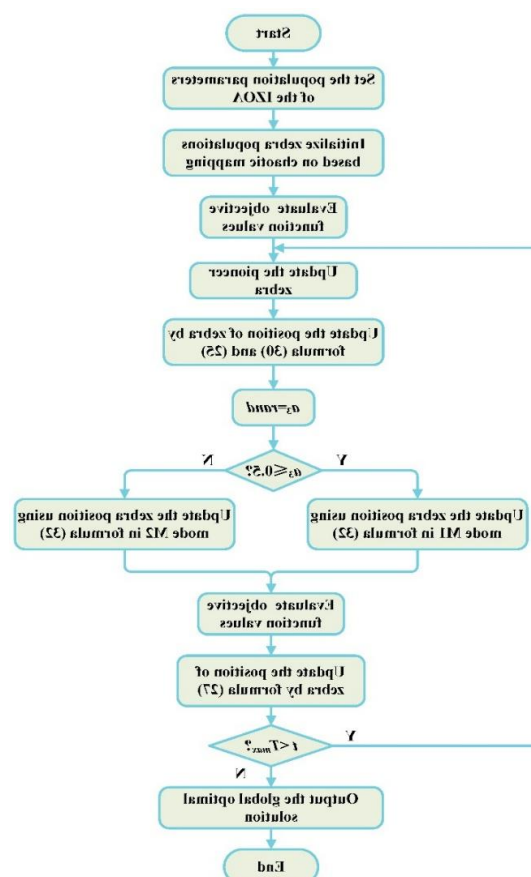 Start
Set the population parameters
of the IZOA
Initialize zebra populations
based on chaotic mapping
Evaluate objective
function values
Update the pioneer
zebra
Update the position of zebra by
formula (30) and (25)
a₃=rand
a₃≤0.5?
Y
N
Update the zebra position using
mode M1 in formula (32)
Update the zebra position using
mode M2 in formula (32)
Evaluate objective
function values
Update the position of
zebra by formula (27)
t<Tmax?
Y
N
Output the global optimal
solution
End